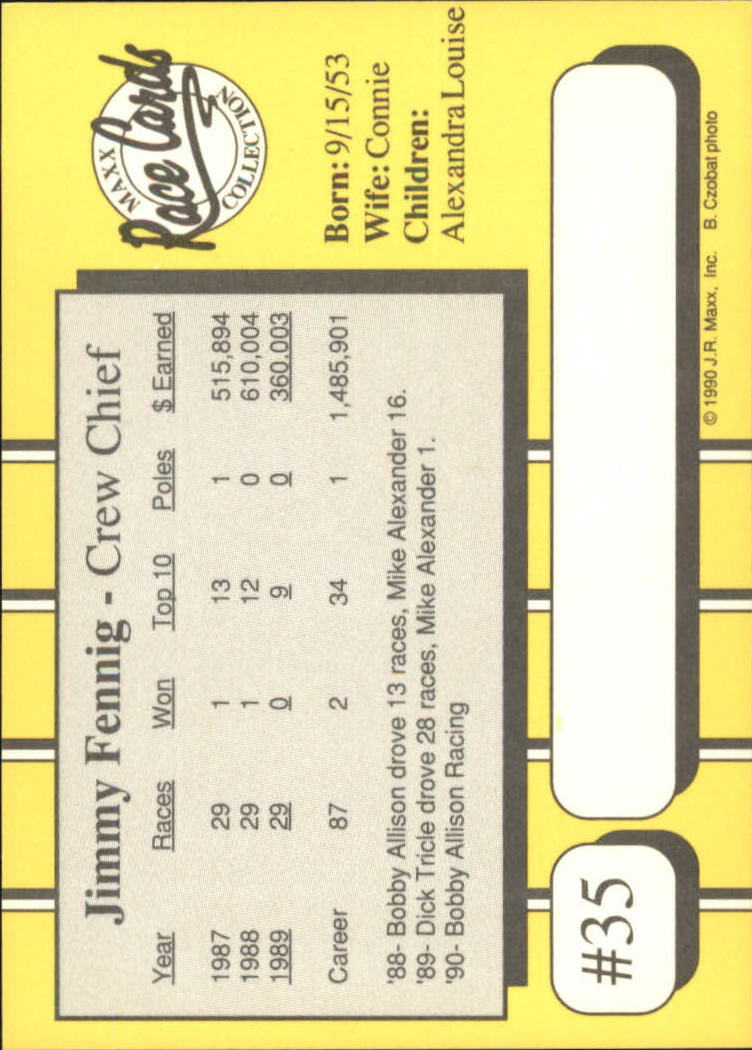 Jimmy Fennig - Crew Chief
Year Races Won Top 10 Poles $ Earned
1987 29 1 13 1 515,894
1988 29 1 12 0 610,004
1989 29 0 9 0 360.003
Career 87 2 34 1 1,485,901
'88- Bobby Allison drove 13 races, Mike Alexander 16.
'89- Dick Tricle drove 28 races, Mike Alexander 1.
'90- Bobby Allison Racing
MAXX
Race Cards
COLLECTION
Born: 9/15/53
Wife: Connie
Children:
Alexandra Louise
#35
© 1990 J.R. Maxx, Inc. B. Czobat photo